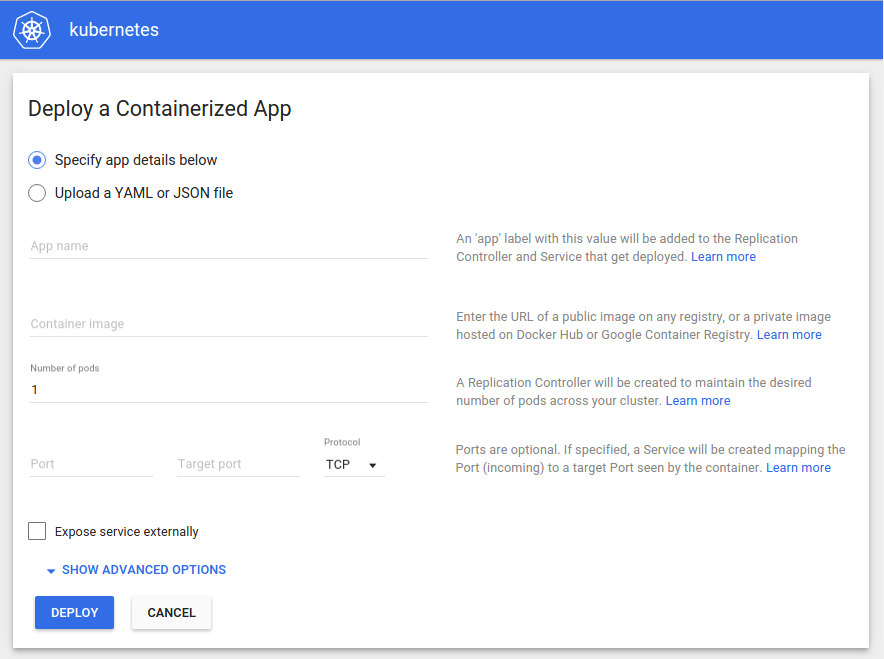 kubernetes
Deploy a Containerized App
Specify app details below
Upload a YAML or JSON file
App name
An 'app' label with this value will be added to the Replication
Controller and Service that get deployed. Learn more
Container image
Enter the URL of a public image on any registry, or a private image
hosted on Docker Hub or Google Container Registry. Learn more
Number of pods
1
A Replication Controller will be created to maintain the desired
number of pods across your cluster. Learn more
Port
Target port
Protocol
TCP
Ports are optional. If specified, a Service will be created mapping the
Port (incoming) to a target Port seen by the container. Learn more
Expose service externally
SHOW ADVANCED OPTIONS
DEPLOY
CANCEL